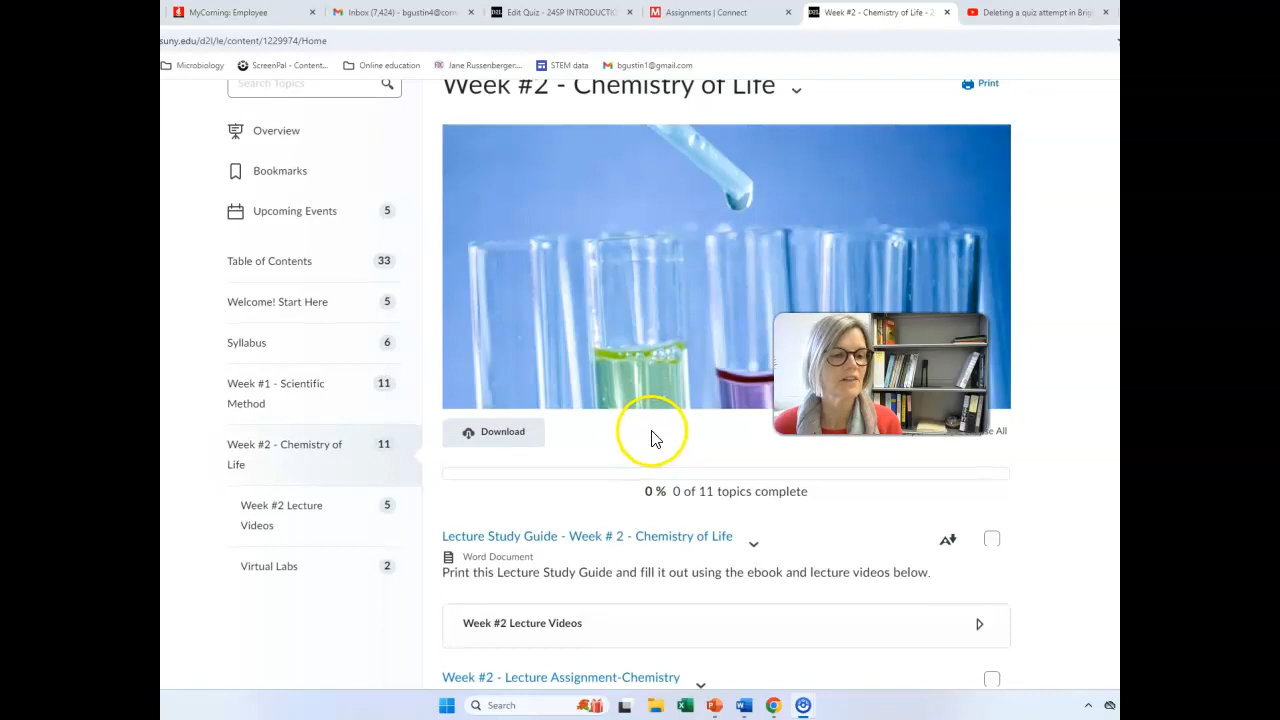 MyCorning: Employee
Inbox (7,424) - bgustin4@corn
Edit Quiz - 24SP INTRODUCTIO
Assignments | Connect
Week #2 - Chemistry of Life - 2
Deleting a quiz attempt in Brig
suny.edu/d2l/le/content/1229974/Home
Microbiology
ScreenPal - Content...
Online education
Jane Russenberger:...
STEM data
bgustin1@gmail.com
Search Topics
Week #2 - Chemistry of Life
Print
Overview
Bookmarks
Upcoming Events 5
Table of Contents 33
Welcome! Start Here 5
Syllabus 6
Week #1 - Scientific 11
Method
Week #2 - Chemistry of 11
Life
Week #2 Lecture 5
Videos
Virtual Labs 2
Download
All
0 % 0 of 11 topics complete
Lecture Study Guide - Week # 2 - Chemistry of Life
Word Document
Print this Lecture Study Guide and fill it out using the ebook and lecture videos below.
Week #2 Lecture Videos
Week #2 - Lecture Assignment-Chemistry
Search